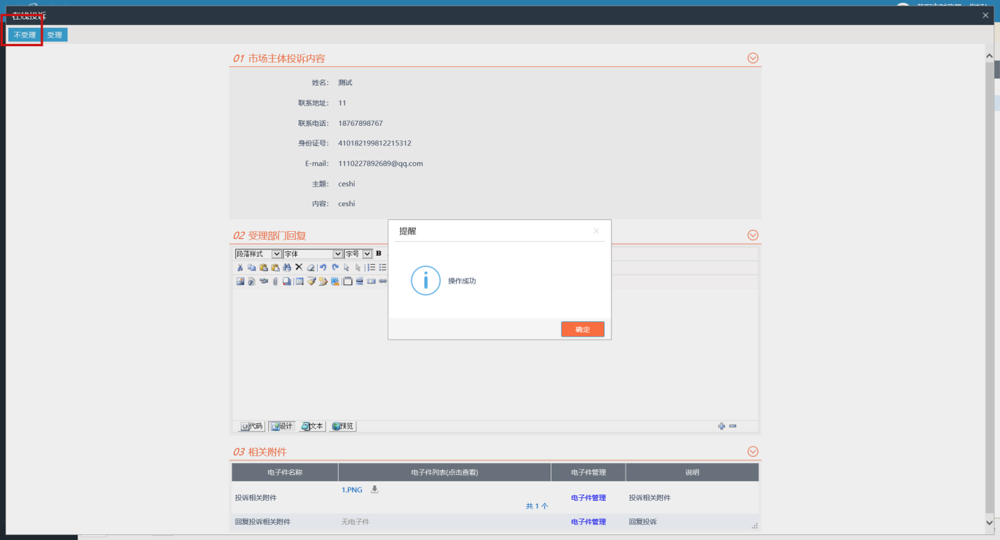 在线投诉
不受理 受理
01 市场主体投诉内容
姓名: 测试
联系地址: 11
联系电话: 18767898767
身份证号: 410182199812215312
E-mail: 1110227892689@qq.com
主题: ceshi
内容: ceshi
02 受理部门回复
段落样式 字体 字号 B
提醒
操作成功
确定
代码 设计 文本 预览
03 相关附件
电子件名称 电子件列表(点击查看) 电子件管理 说明
投诉相关附件 1.PNG 电子件管理 投诉相关附件
共 1 个
回复投诉相关附件 无电子件 电子件管理 回复投诉